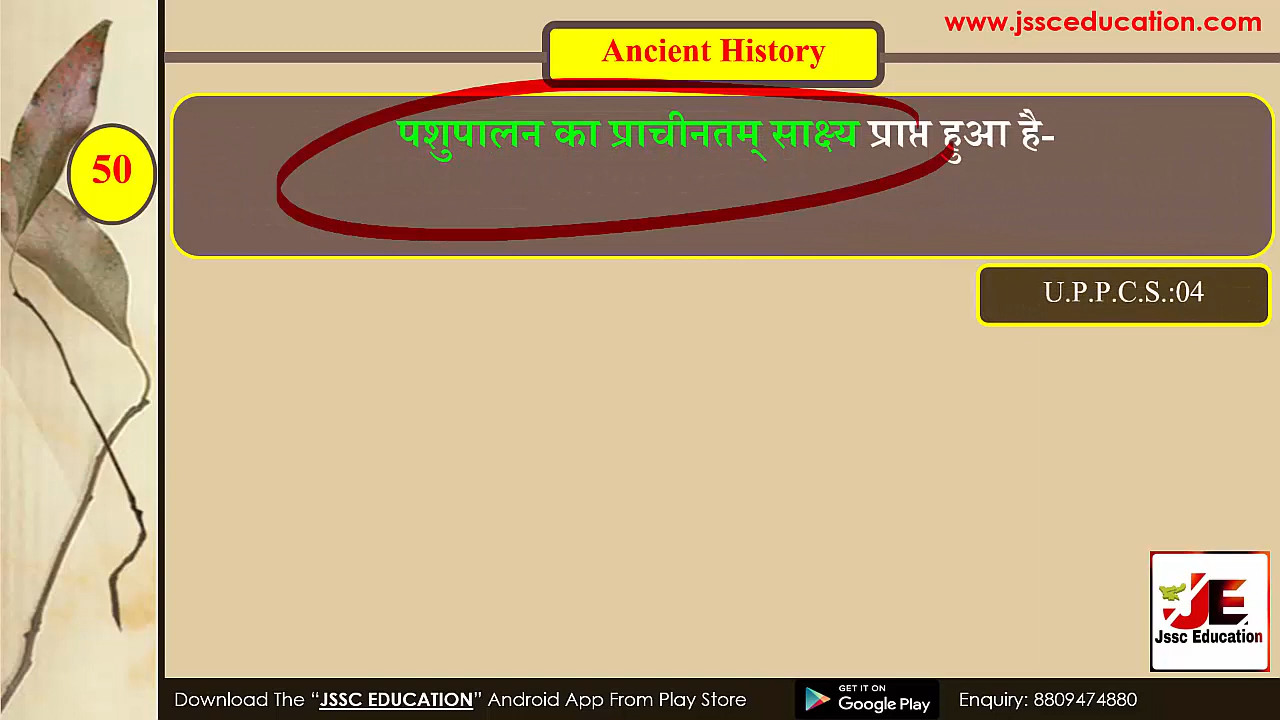 www.jssceducation.com
Ancient History
50
पशुपालन का प्राचीनतम् साक्ष्य प्राप्त हुआ है-
U.P.P.C.S.:04
JE
Jssc Education
Download The “JSSC EDUCATION” Android App From Play Store
GET IT ON
Google Play
Enquiry: 8809474880